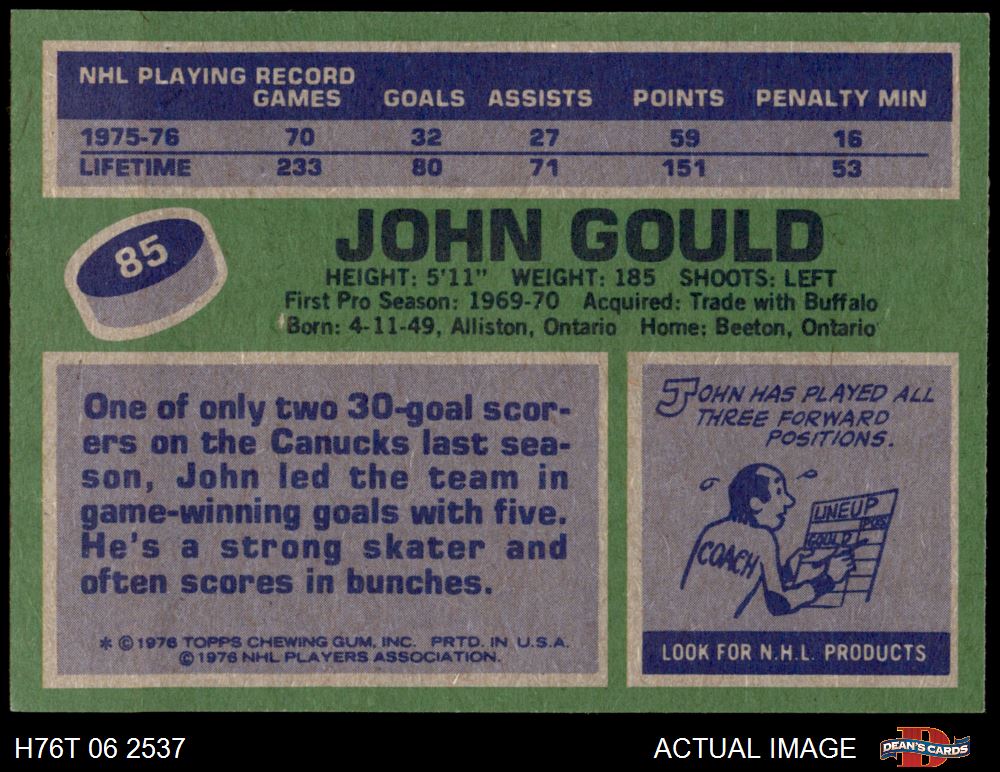 NHL PLAYING RECORD
GAMES GOALS ASSISTS POINTS PENALTY MIN
1975-76 70 32 27 59 16
LIFETIME 233 80 71 151 53
85
JOHN GOULD
HEIGHT: 5'11" WEIGHT: 185 SHOOTS: LEFT
First Pro Season: 1969-70 Acquired: Trade with Buffalo
Born: 4-11-49, Alliston, Ontario Home: Beeton, Ontario
One of only two 30-goal scor-
ers on the Canucks last sea-
son, John led the team in
game-winning goals with five.
He's a strong skater and
often scores in bunches.
* © 1976 TOPPS CHEWING GUM, INC. PRTD. IN U.S.A.
© 1976 NHL PLAYERS ASSOCIATION.
JOHN HAS PLAYED ALL
THREE FORWARD
POSITIONS.
LINEUP
POS
GOULD
COACH
LOOK FOR N.H.L. PRODUCTS
H76T 06 2537 ACTUAL IMAGE
DEAN'S CARDS